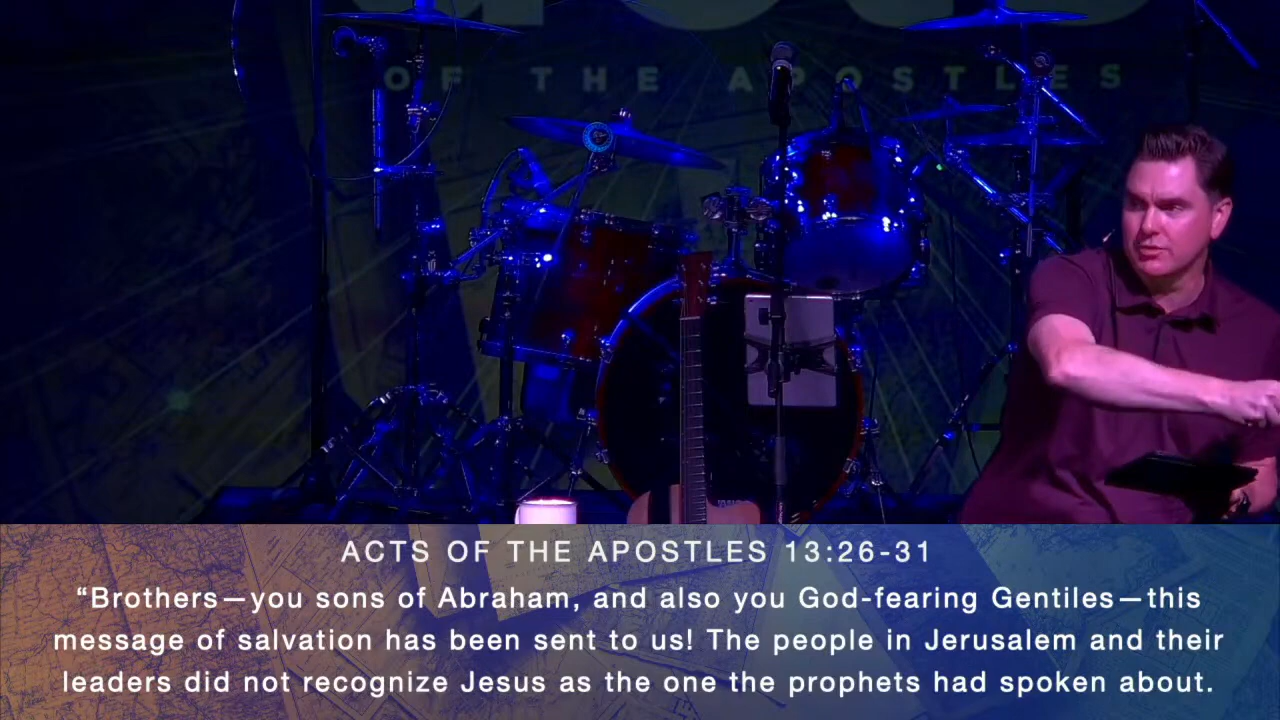 OF THE APOSTLES
ACTS OF THE APOSTLES 13:26-31
“Brothers—you sons of Abraham, and also you God-fearing Gentiles—this
message of salvation has been sent to us! The people in Jerusalem and their
leaders did not recognize Jesus as the one the prophets had spoken about.